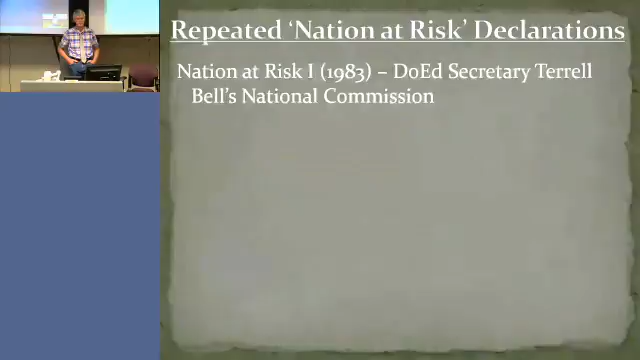 Repeated ‘Nation at Risk’ Declarations
Nation at Risk I (1983) – DoEd Secretary Terrell
Bell’s National Commission